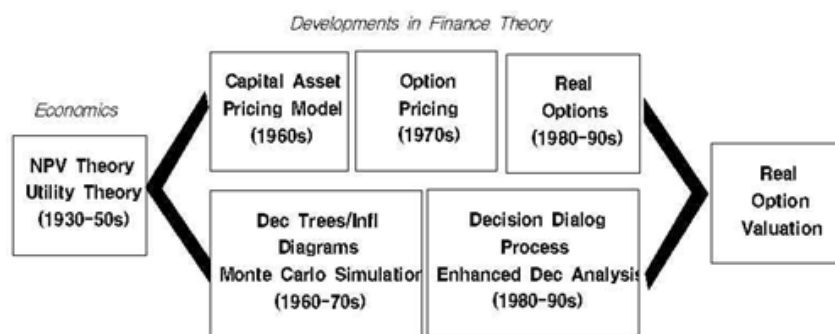 Developments in Finance Theory
Economics
NPV Theory
Utility Theory
(1930-50s)
Capital Asset
Pricing Model
(1960s)
Option
Pricing
(1970s)
Real
Options
(1980-90s)
Dec Trees/Infl
Diagrams
Monte Carlo Simulation
(1960-70s)
Decision Dialog
Process
Enhanced Dec Analysis
(1980-90s)
Real
Option
Valuation